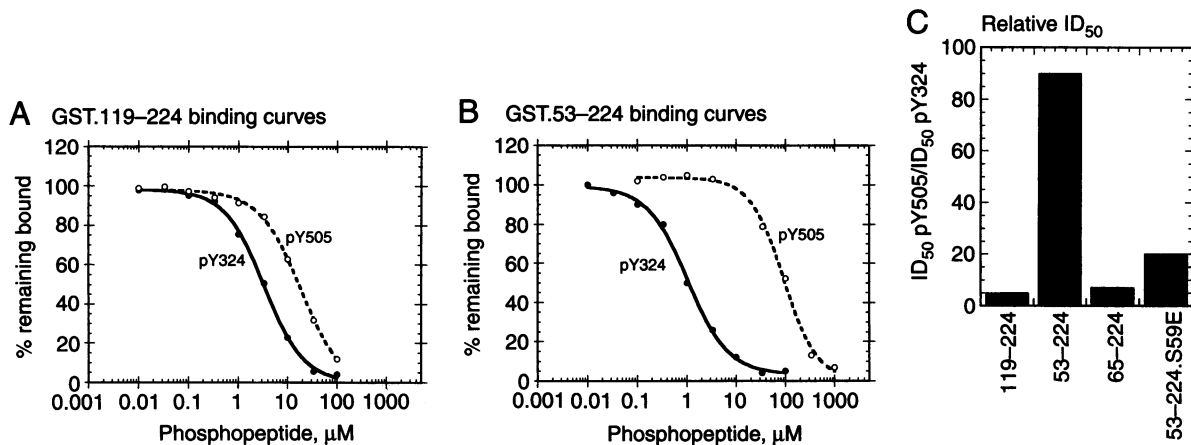 A GST.119–224 binding curves
120
100
80
60
40
20
0
% remaining bound
pY505
pY324
0.001 0.01 0.1 1 10 100 1000
Phosphopeptide, μM
B GST.53–224 binding curves
120
100
80
60
40
20
0
% remaining bound
pY505
pY324
0.001 0.01 0.1 1 10 100 1000
Phosphopeptide, μM
C Relative ID50
100
80
60
40
20
0
ID50 pY505/ID50 pY324
119–224
53–224
65–224
53–224.S59E